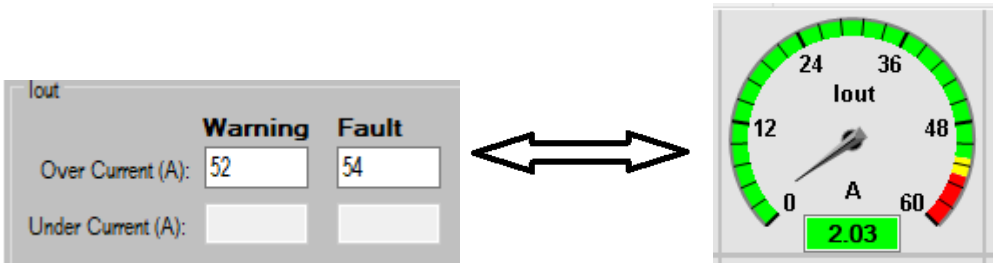 Iout
Warning Fault
Over Current (A): 52 54
Under Current (A):
24 36
Iout
12 48
A
0 60
2.03